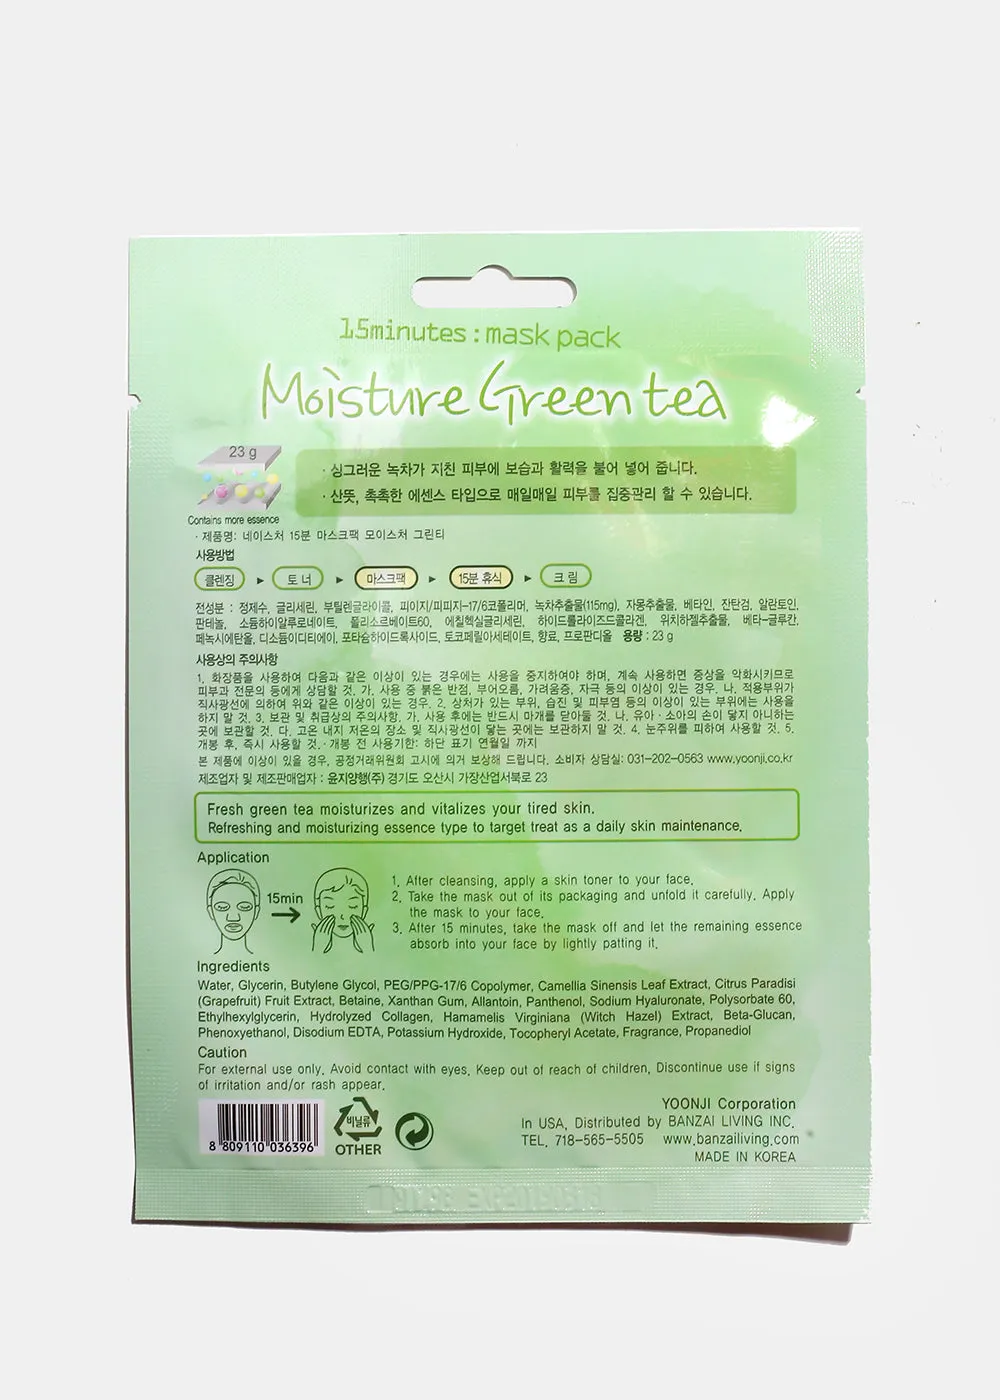 15minutes : mask pack
Moisture Green tea
23 g
Contains more essence
· 싱그러운 녹차가 지친 피부에 보습과 활력을 불어 넣어 줍니다.
· 산뜻, 촉촉한 에센스 타입으로 매일매일 피부를 집중관리 할 수 있습니다.
· 제품명: 네이스처 15분 마스크팩 모이스처 그린티
사용방법
클렌징 ▶ 토너 ▶ 마스크팩 ▶ 15분 휴식 ▶ 크림
전성분 : 정제수, 글리세린, 부틸렌글라이콜, 피이지/피피지-17/6코폴리머, 녹차추출물(115mg), 자몽추출물, 베타인, 잔탄검, 알란토인,
판테놀, 소듐하이알루로네이트, 폴리소르베이트60, 에칠헥실글리세린, 하이드롤라이즈드콜라겐, 위치하젤추출물, 베타-글루칸,
페녹시에탄올, 디소듐이디티에이, 포타슘하이드록사이드, 토코페릴아세테이트, 향료, 프로판디올 용량 : 23 g
사용상의 주의사항
1. 화장품을 사용하여 다음과 같은 이상이 있는 경우에는 사용을 중지하여야 하며, 계속 사용하면 증상을 악화시키므로
피부과 전문의 등에게 상담할 것. 가. 사용 중 붉은 반점, 부어오름, 가려움증, 자극 등의 이상이 있는 경우. 나. 적용부위가
직사광선에 의하여 위와 같은 이상이 있는 경우. 2. 상처가 있는 부위, 습진 및 피부염 등의 이상이 있는 부위에는 사용을
하지 말 것. 3. 보관 및 취급상의 주의사항. 가. 사용 후에는 반드시 마개를 닫아둘 것. 나. 유아·소아의 손이 닿지 아니하는
곳에 보관할 것. 다. 고온 내지 저온의 장소 및 직사광선이 닿는 곳에는 보관하지 말 것. 4. 눈주위를 피하여 사용할 것. 5.
개봉 후, 즉시 사용할 것. · 개봉 전 사용기한: 하단 표기 연월일 까지
본 제품에 이상이 있을 경우, 공정거래위원회 고시에 의거 보상해 드립니다. 소비자 상담실: 031-202-0563 www.yoonji.co.kr
제조업자 및 제조판매업자 : 윤지양행(주) 경기도 오산시 가장산업서북로 23
Fresh green tea moisturizes and vitalizes your tired skin.
Refreshing and moisturizing essence type to target treat as a daily skin maintenance.
Application
15min
1. After cleansing, apply a skin toner to your face.
2. Take the mask out of its packaging and unfold it carefully. Apply
the mask to your face.
3. After 15 minutes, take the mask off and let the remaining essence
absorb into your face by lightly patting it.
Ingredients
Water, Glycerin, Butylene Glycol, PEG/PPG-17/6 Copolymer, Camellia Sinensis Leaf Extract, Citrus Paradisi
(Grapefruit) Fruit Extract, Betaine, Xanthan Gum, Allantoin, Panthenol, Sodium Hyaluronate, Polysorbate 60,
Ethylhexylglycerin, Hydrolyzed Collagen, Hamamelis Virginiana (Witch Hazel) Extract, Beta-Glucan,
Phenoxyethanol, Disodium EDTA, Potassium Hydroxide, Tocopheryl Acetate, Fragrance, Propanediol
Caution
For external use only. Avoid contact with eyes. Keep out of reach of children. Discontinue use if signs
of irritation and/or rash appear.
8 809110 036396
비닐류
OTHER
YOONJI Corporation
In USA, Distributed by BANZAI LIVING INC.
TEL. 718-565-5505 www.banzailiving.com
MADE IN KOREA